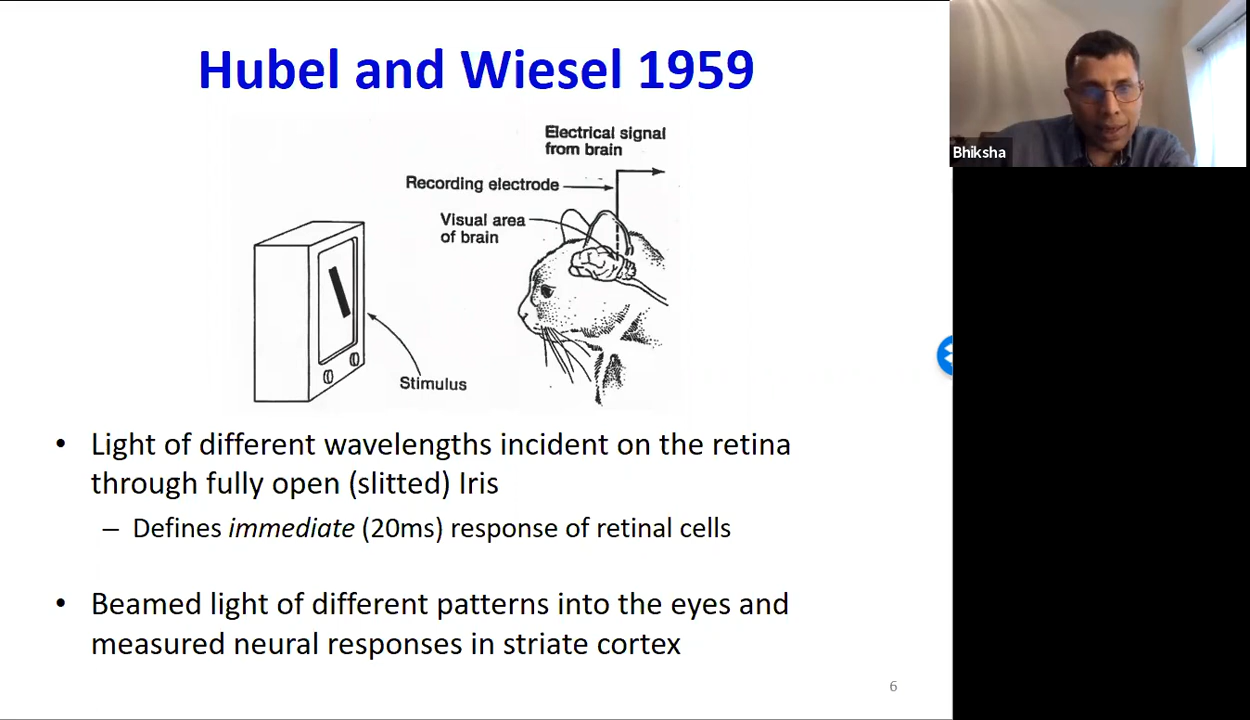 Hubel and Wiesel 1959
Electrical signal
from brain
Recording electrode
Visual area
of brain
Stimulus
• Light of different wavelengths incident on the retina
through fully open (slitted) Iris
– Defines immediate (20ms) response of retinal cells
• Beamed light of different patterns into the eyes and
measured neural responses in striate cortex
6
Bhiksha